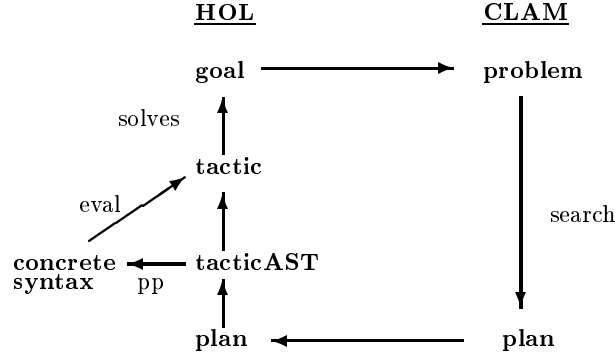 HOL CLAM
goal problem
solves
tactic
eval
search
concrete tacticAST
syntax pp
plan plan